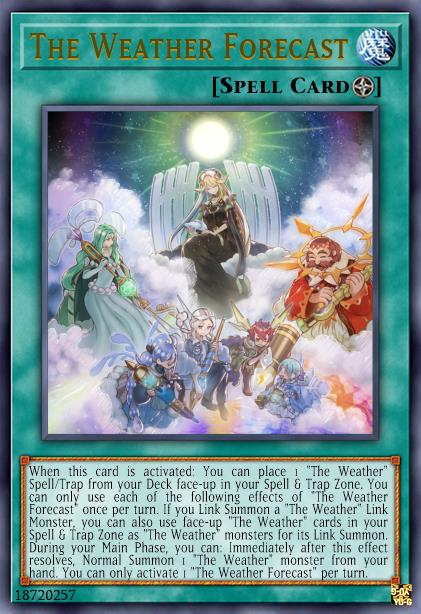 The Weather Forecast 魔
[Spell Card]
When this card is activated: You can place 1 "The Weather"
Spell/Trap from your Deck face-up in your Spell & Trap Zone. You
can only use each of the following effects of "The Weather
Forecast" once per turn. If you Link Summon a "The Weather" Link
Monster, you can also use face-up "The Weather" cards in your
Spell & Trap Zone as "The Weather" monsters for its Link Summon.
During your Main Phase, you can: Immediately after this effect
resolves, Normal Summon 1 "The Weather" monster from your
hand. You can only activate 1 "The Weather Forecast" per turn.
18720257